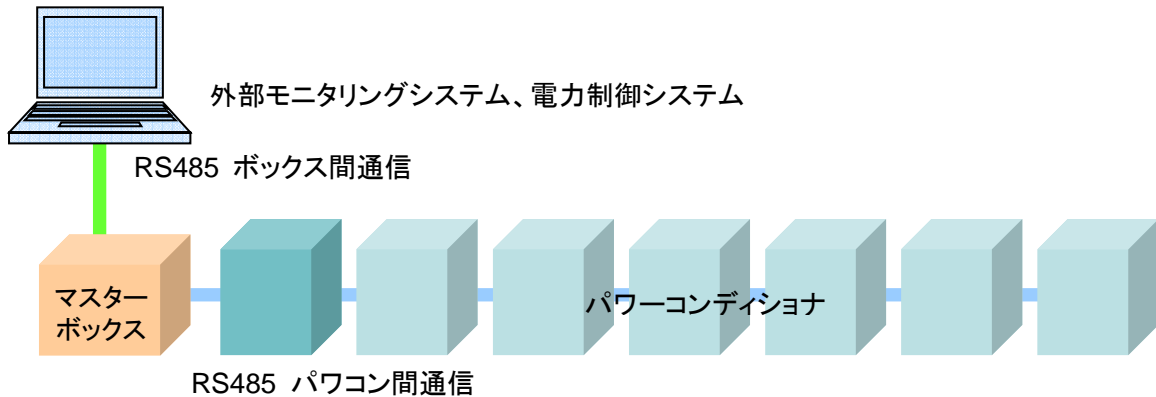 外部モニタリングシステム、電力制御システム
RS485 ボックス間通信
マスター
ボックス
パワーコンディショナ
RS485 パワコン間通信